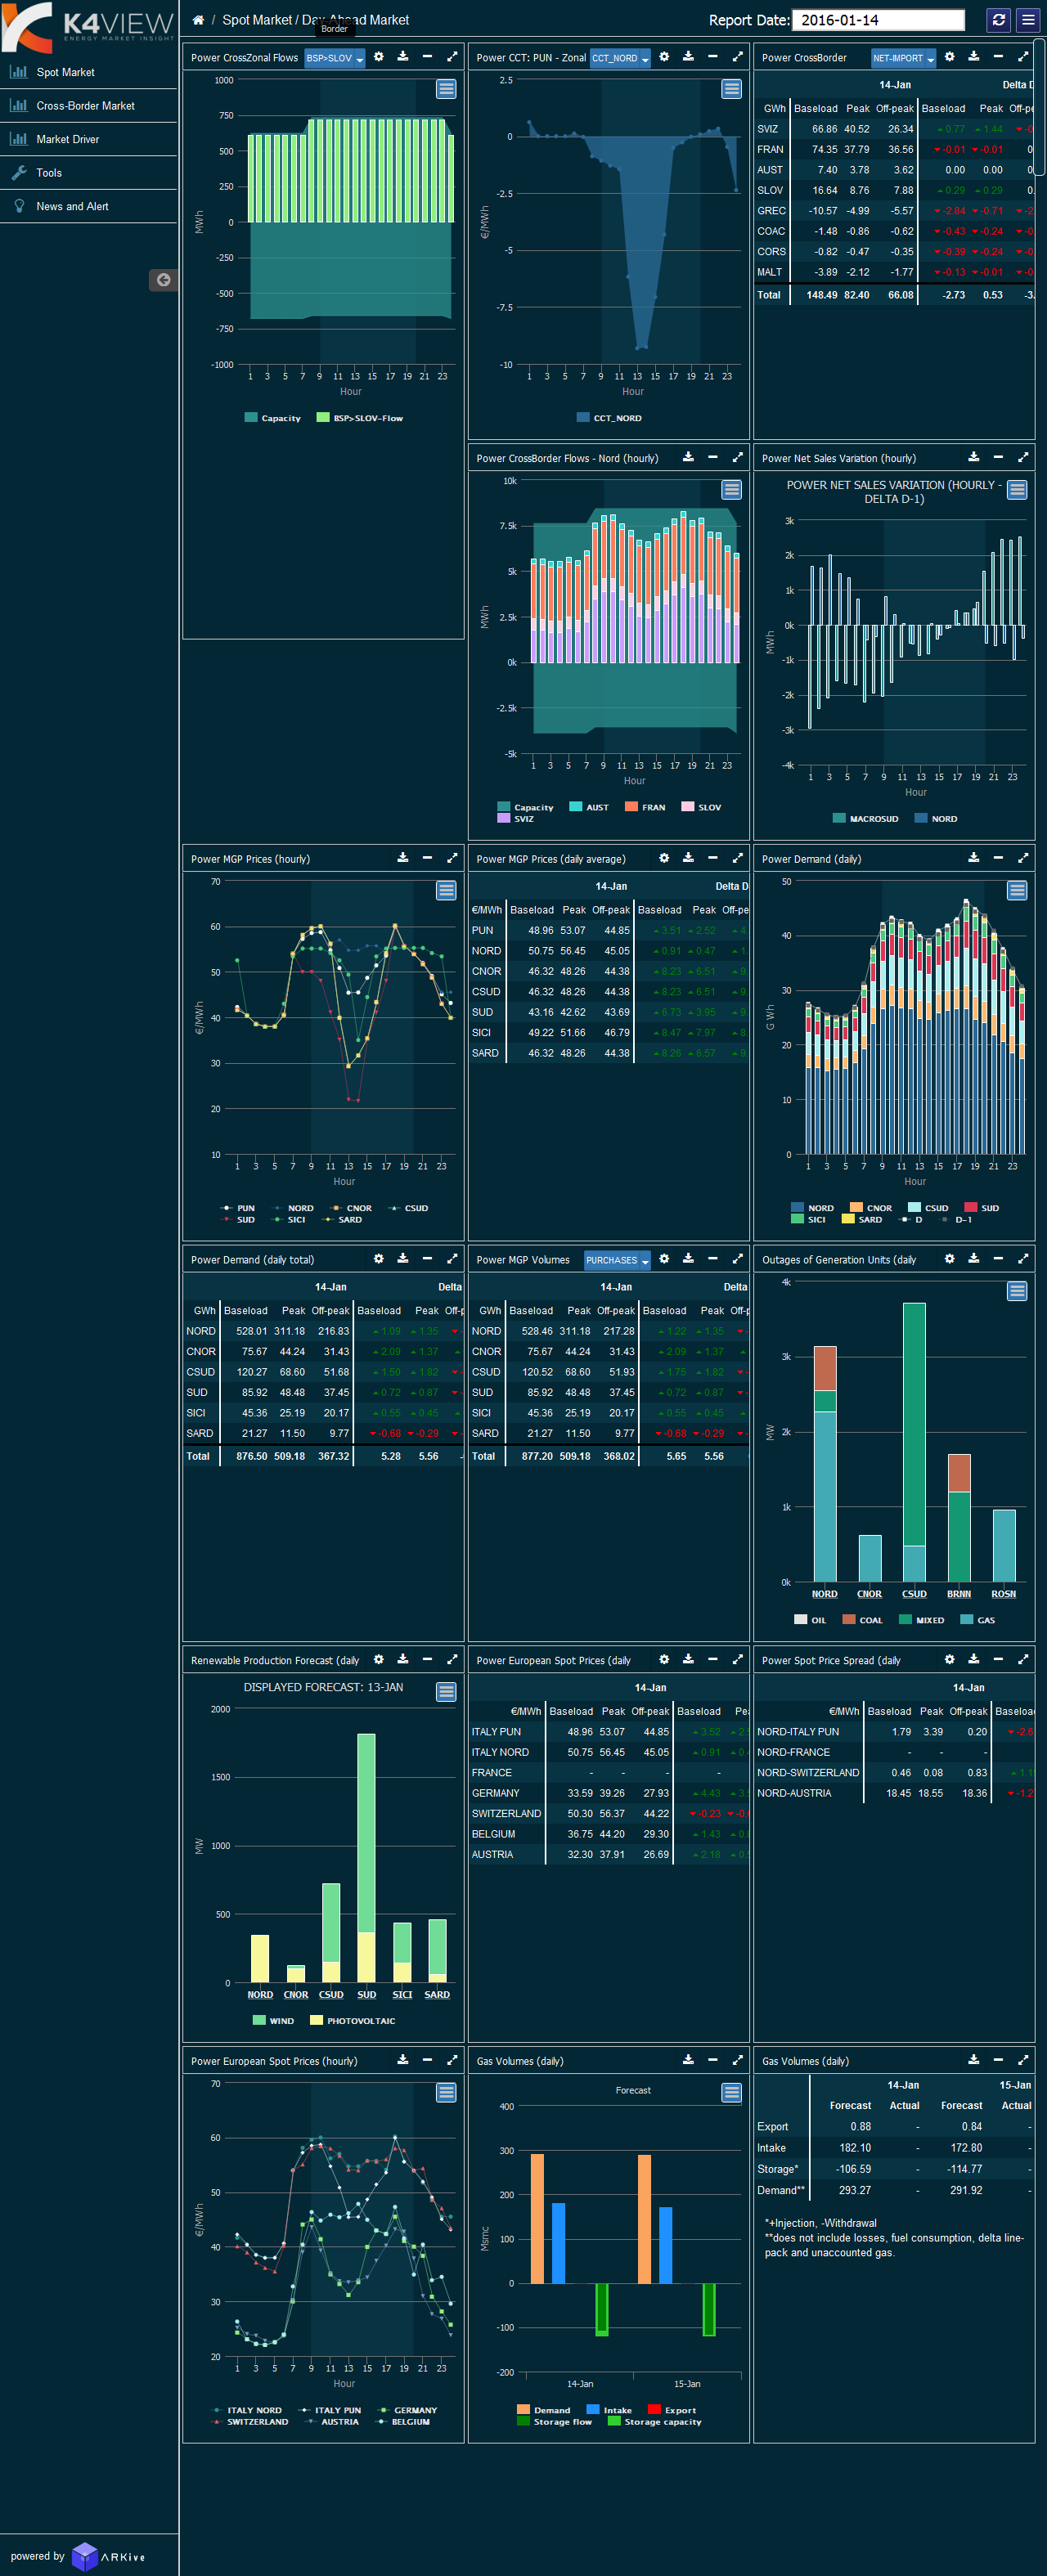 K4VIEW
ENERGY MARKET INSIGHT
Spot Market
Cross-Border Market
Market Driver
Tools
News and Alert
/ Spot Market / Day-Ahead Market
Border
Report Date: 2016-01-14
Power CrossZonal Flows BSP>SLOV
1000
750
500
250
0
-250
-500
-750
-1000
MWh
1 3 5 7 9 11 13 15 17 19 21 23
Hour
Capacity BSP>SLOV-Flow
Power CCT: PUN - Zonal CCT_NORD
2.5
0
-2.5
-5
-7.5
-10
€/MWh
1 3 5 7 9 11 13 15 17 19 21 23
Hour
CCT_NORD
Power CrossBorder NET-IMPORT
14-Jan Delta D
GWh Baseload Peak Off-peak Baseload Peak Off-pe
SVIZ 66.86 40.52 26.34 0.77 1.44 -0
FRAN 74.35 37.79 36.56 -0.01 -0.01 0
AUST 7.40 3.78 3.62 0.00 0.00 0
SLOV 16.64 8.76 7.88 0.29 0.29 0.
GREC -10.57 -4.99 -5.57 -2.84 -0.71 -2
COAC -1.48 -0.86 -0.62 -0.43 -0.24 -0
CORS -0.82 -0.47 -0.35 -0.39 -0.24 -0
MALT -3.89 -2.12 -1.77 -0.13 -0.01 -0
Total 148.49 82.40 66.08 -2.73 0.53 -3.
Power CrossBorder Flows - Nord (hourly)
10k
7.5k
5k
2.5k
0k
-2.5k
-5k
MWh
1 3 5 7 9 11 13 15 17 19 21 23
Hour
Capacity AUST FRAN SLOV
SVIZ
Power Net Sales Variation (hourly)
POWER NET SALES VARIATION (HOURLY -
DELTA D-1)
3k
2k
1k
0k
-1k
-2k
-3k
-4k
MWh
1 3 5 7 9 11 13 15 17 19 21 23
Hour
MACROSUD NORD
Power MGP Prices (hourly)
70
60
50
40
30
20
10
€/MWh
1 3 5 7 9 11 13 15 17 19 21 23
Hour
PUN NORD CNOR CSUD
SUD SICI SARD
Power MGP Prices (daily average)
14-Jan Delta D
€/MWh Baseload Peak Off-peak Baseload Peak Off-pe
PUN 48.96 53.07 44.85 3.51 2.52 4.
NORD 50.75 56.45 45.05 0.91 0.47 1.
CNOR 46.32 48.26 44.38 8.23 6.51 9.
CSUD 46.32 48.26 44.38 8.23 6.51 9.
SUD 43.16 42.62 43.69 6.73 3.95 9.
SICI 49.22 51.66 46.79 8.47 7.97 8.
SARD 46.32 48.26 44.38 8.26 6.57 9.
Power Demand (daily)
50
40
30
20
10
0
G Wh
1 3 5 7 9 11 13 15 17 19 21 23
Hour
NORD CNOR CSUD SUD
SICI SARD D D-1
Power Demand (daily total)
14-Jan Delta
GWh Baseload Peak Off-peak Baseload Peak Off-p
NORD 528.01 311.18 216.83 1.09 1.35
CNOR 75.67 44.24 31.43 2.09 1.37
CSUD 120.27 68.60 51.68 1.50 1.82
SUD 85.92 48.48 37.45 0.72 0.87
SICI 45.36 25.19 20.17 0.55 0.45
SARD 21.27 11.50 9.77 -0.68 -0.29
Total 876.50 509.18 367.32 5.28 5.56
Power MGP Volumes PURCHASES
14-Jan Delta
GWh Baseload Peak Off-peak Baseload Peak Off-p
NORD 528.46 311.18 217.28 1.22 1.35
CNOR 75.67 44.24 31.43 2.09 1.37
CSUD 120.52 68.60 51.93 1.75 1.82
SUD 85.92 48.48 37.45 0.72 0.87
SICI 45.36 25.19 20.17 0.55 0.45
SARD 21.27 11.50 9.77 -0.68 -0.29
Total 877.20 509.18 368.02 5.65 5.56
Outages of Generation Units (daily
4k
3k
2k
1k
0k
MW
NORD CNOR CSUD BRNN ROSN
OIL COAL MIXED GAS
Renewable Production Forecast (daily
DISPLAYED FORECAST: 13-JAN
2000
1500
1000
500
0
MW
NORD CNOR CSUD SUD SICI SARD
WIND PHOTOVOLTAIC
Power European Spot Prices (daily
14-Jan
€/MWh Baseload Peak Off-peak Baseload Pea
ITALY PUN 48.96 53.07 44.85 3.52 2.5
ITALY NORD 50.75 56.45 45.05 0.91 0.4
FRANCE - - - -
GERMANY 33.59 39.26 27.93 4.43 3.
SWITZERLAND 50.30 56.37 44.22 -0.23 -0.
BELGIUM 36.75 44.20 29.30 1.43 0.
AUSTRIA 32.30 37.91 26.69 2.18 0.
Power Spot Price Spread (daily
14-Jan
€/MWh Baseload Peak Off-peak Baseload
NORD-ITALY PUN 1.79 3.39 0.20 -2.6
NORD-FRANCE - - -
NORD-SWITZERLAND 0.46 0.08 0.83 1.1
NORD-AUSTRIA 18.45 18.55 18.36 -1.2
Power European Spot Prices (hourly)
70
60
50
40
30
20
€/MWh
1 3 5 7 9 11 13 15 17 19 21 23
Hour
ITALY NORD ITALY PUN GERMANY
SWITZERLAND AUSTRIA BELGIUM
Gas Volumes (daily)
Forecast
400
300
200
100
0
-100
-200
Msmc
14-Jan 15-Jan
Demand Intake Export
Storage flow Storage capacity
Gas Volumes (daily)
14-Jan 15-Jan
Forecast Actual Forecast Actual
Export 0.88 - 0.84 -
Intake 182.10 - 172.80 -
Storage* -106.59 - -114.77 -
Demand** 293.27 - 291.92 -
*+Injection, -Withdrawal
**does not include losses, fuel consumption, delta line-
pack and unaccounted gas.
powered by ARKive